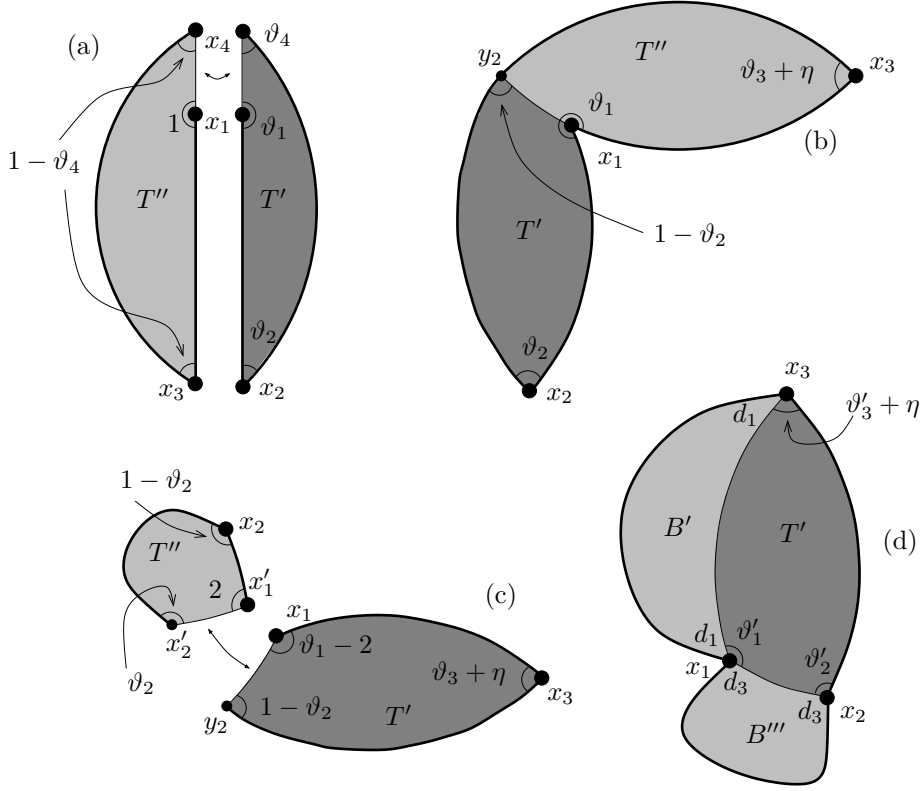 (a)
x₄
ϑ₄
1
x₁
ϑ₁
1 − ϑ₄
T″
T′
ϑ₂
x₃
x₂
y₂
T″
ϑ₃ + η
x₃
ϑ₁
x₁
(b)
T′
1 − ϑ₂
ϑ₂
x₂
1 − ϑ₂
x₂
T″
2
x′₁
x′₂
ϑ₂
(c)
x₁
ϑ₁ − 2
ϑ₃ + η
x₃
y₂
1 − ϑ₂
T′
x₃
d₁
ϑ′₃ + η
B′
T′
(d)
d₁
ϑ′₁
x₁
d₃
ϑ′₂
d₃
x₂
B‴